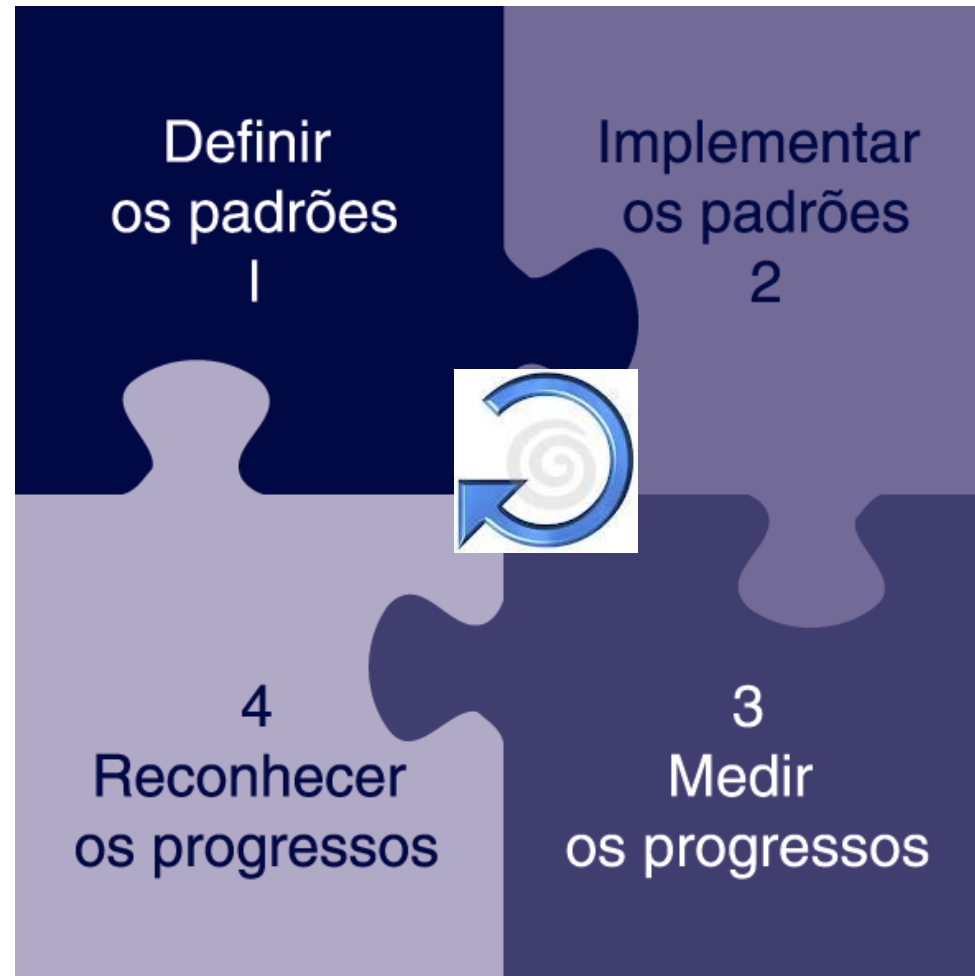 Definir
os padrões
I
Implementar
os padrões
2
4
Reconhecer
os progressos
3
Medir
os progressos